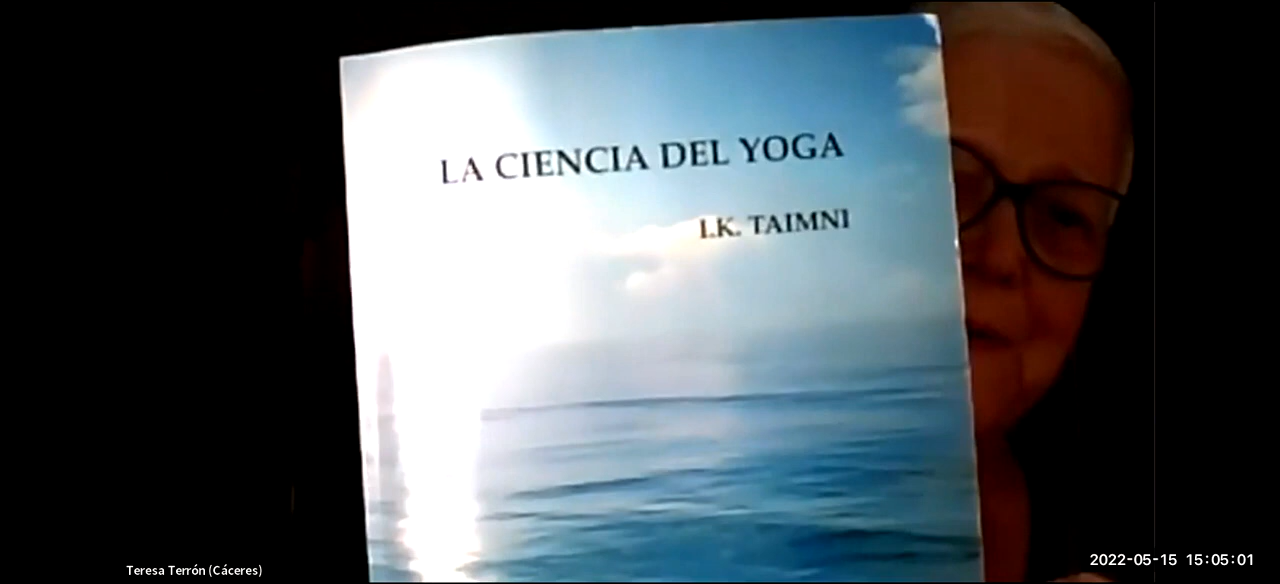 LA CIENCIA DEL YOGA
I.K. TAIMNI
Teresa Terrón (Cáceres)
2022-05-15 15:05:01